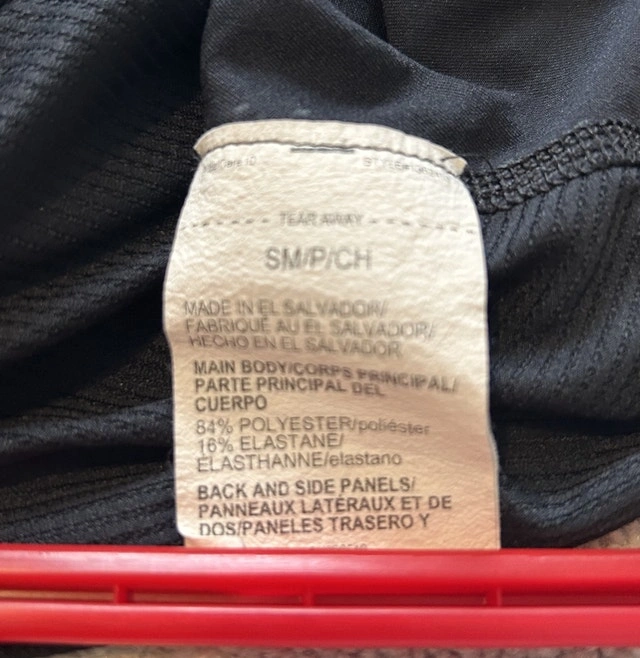 TEAR AWAY
SM/P/CH
MADE IN EL SALVADOR/
FABRIQUÉ AU EL SALVADOR/
HECHO EN EL SALVADOR
MAIN BODY/CORPS PRINCIPAL/
PARTE PRINCIPAL DEL
CUERPO
84% POLYESTER/poliéster
16% ELASTANE/
ELASTHANNE/elastano
BACK AND SIDE PANELS/
PANNEAUX LATÉRAUX ET DE
DOS/PANELES TRASERO Y